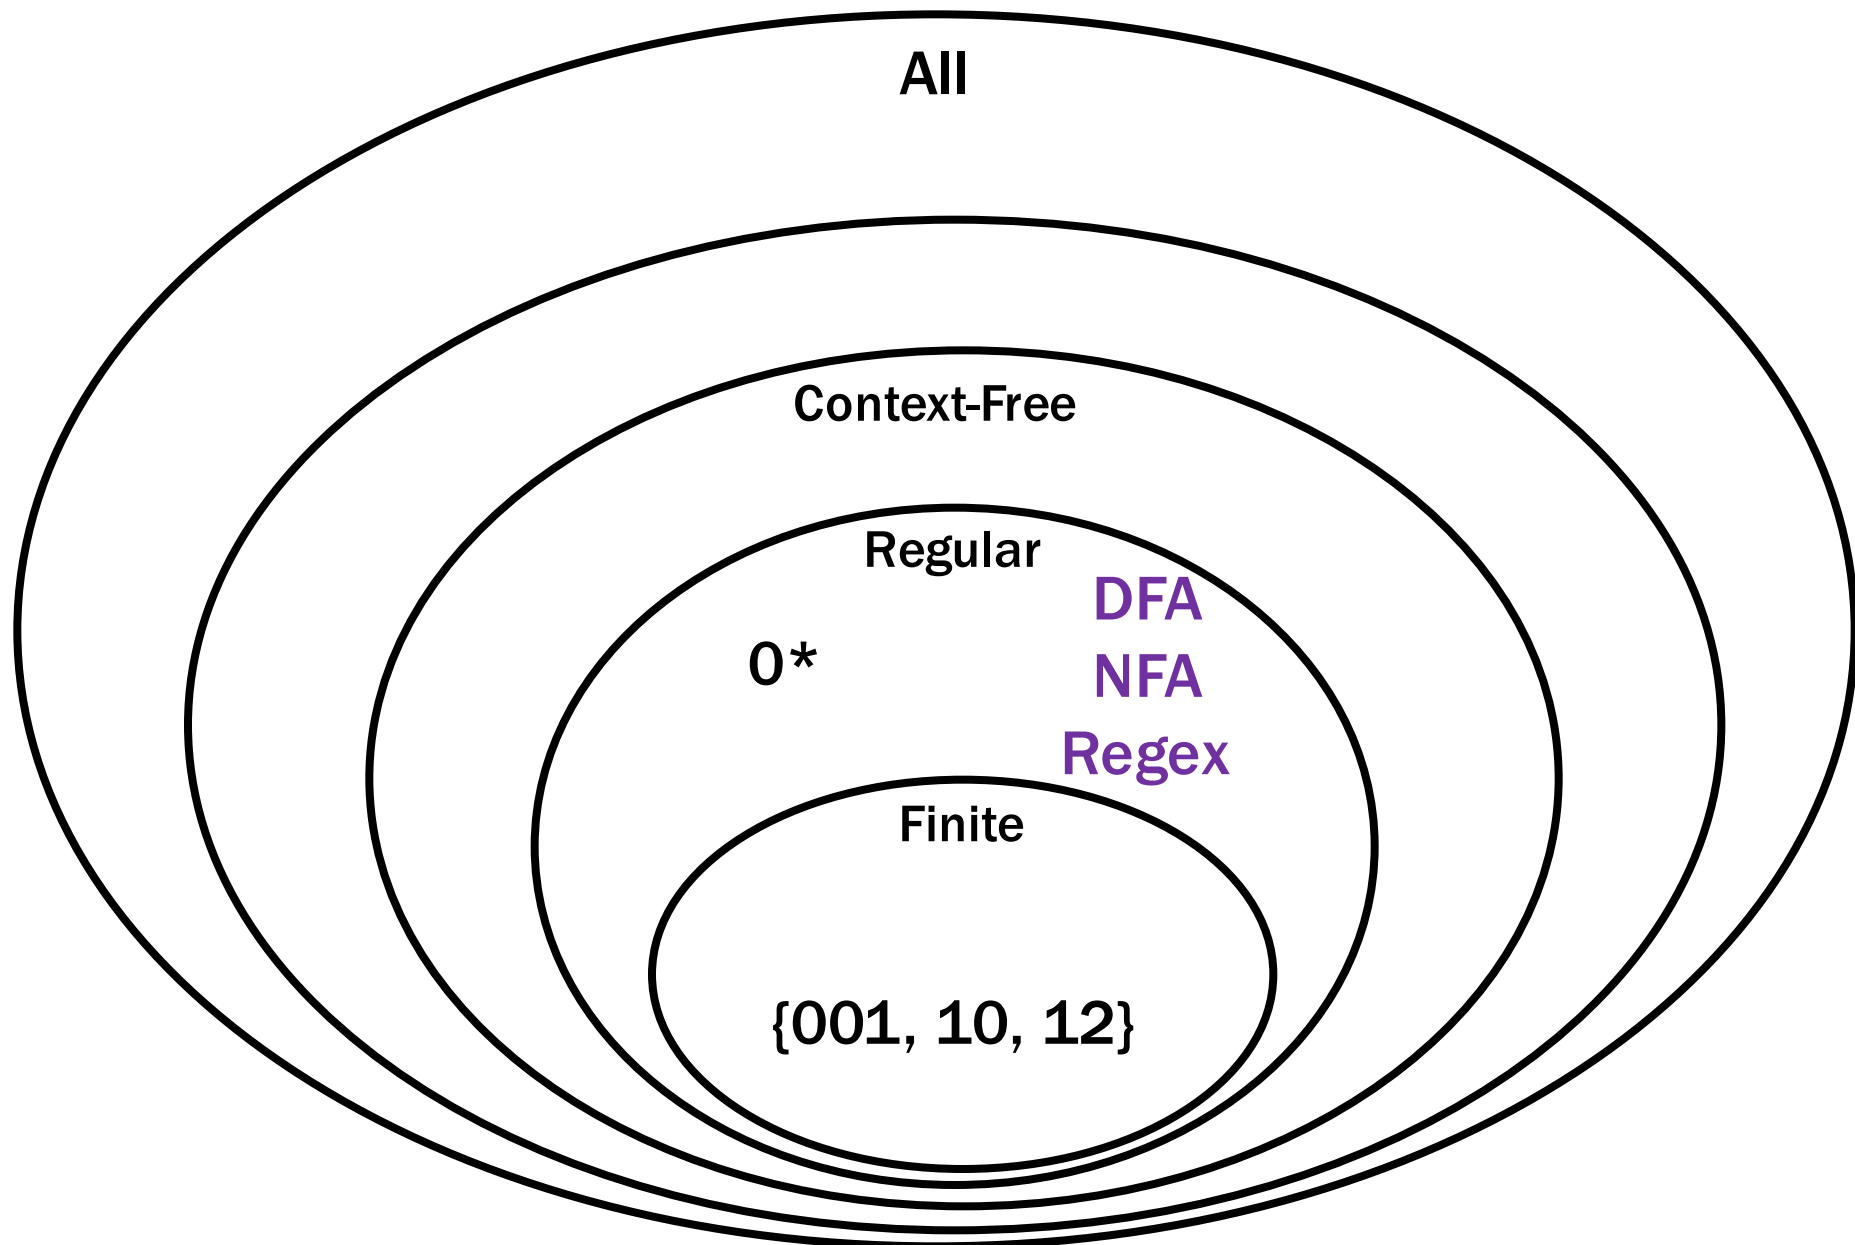 All
Context-Free
Regular
DFA
0*
NFA
Regex
Finite
{001, 10, 12}